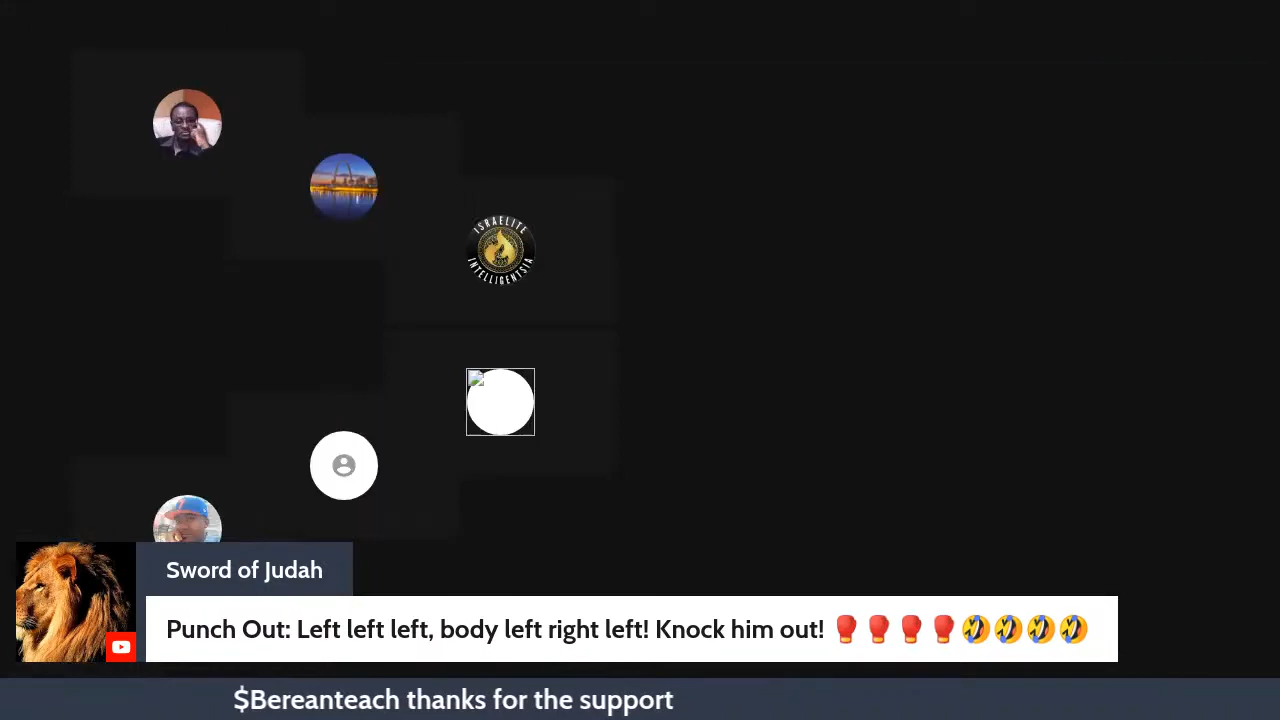 ISRAELITE
INTELLIGENTSIA
Sword of Judah
Punch Out: Left left left, body left right left! Knock him out! 🥊🥊🥊🥊🤣🤣🤣🤣
$Bereanteach thanks for the support